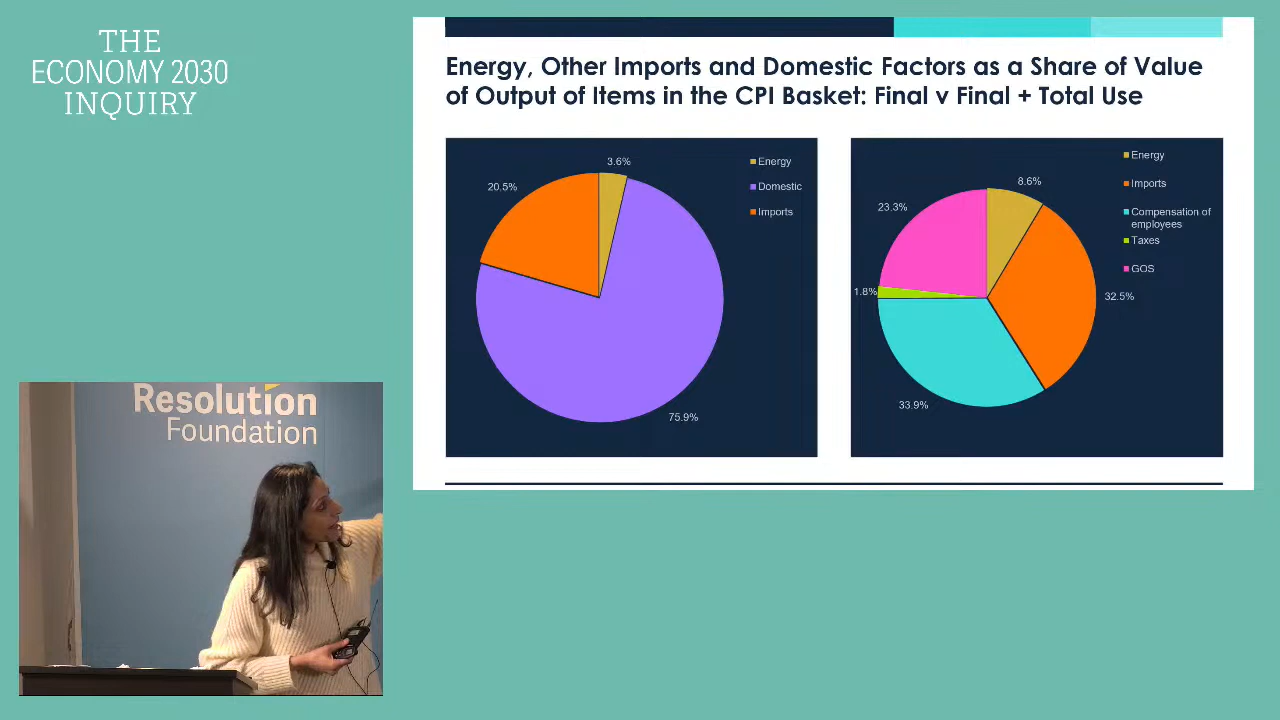 THE
ECONOMY 2030
INQUIRY
Energy, Other Imports and Domestic Factors as a Share of Value
of Output of Items in the CPI Basket: Final v Final + Total Use
3.6%
20.5%
75.9%
Energy
Domestic
Imports
8.6%
23.3%
1.8%
32.5%
33.9%
Energy
Imports
Compensation of
employees
Taxes
GOS
Resolution
Foundation